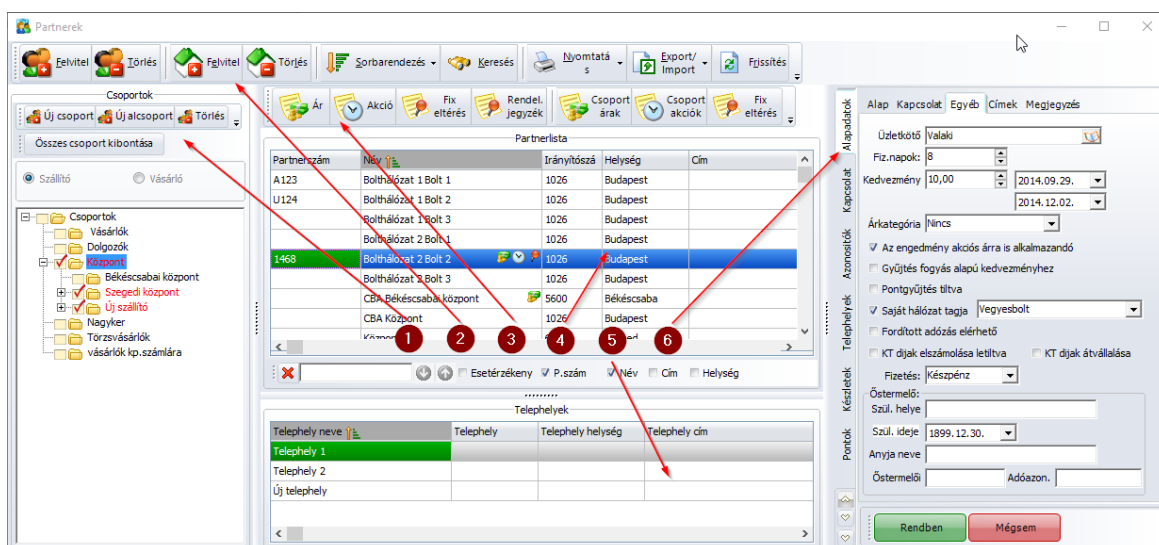 Partnerek
Felvitel Törlés Felvitel Törlés Sorbarendezés Keresés Nyomtatás Export/Import Frissítés
Csoportok
Új csoport Új alcsoport Törlés
Összes csoport kibontása
Szállító Vásárló
Csoportok
Vásárlók
Dolgozók
Központ
Békéscsabai központ
Szegedi központ
Új szállító
Nagyker
Törzsvásárlók
vásárlók kp.számlára
Ár Akció Fix eltérés Rendel. jegyzék Csoport árak Csoport akciók Fix eltérés
Partnerlista
Partnerszám Név Irányítószá Helység Cím
A123 Bolthálózat 1 Bolt 1 1026 Budapest
U124 Bolthálózat 1 Bolt 2 1026 Budapest
Bolthálózat 1 Bolt 3 1026 Budapest
Bolthálózat 2 Bolt 1 1026 Budapest
1468 Bolthálózat 2 Bolt 2 1026 Budapest
Bolthálózat 2 Bolt 3 1026 Budapest
CBA Békéscsabai központ 5600 Békéscsaba
CBA Központ 1026 Budapest
1 2 3 4 5 6
Esetérzékeny P.szám Név Cím Helység
Telephelyek
Telephely neve Telephely Telephely helység Telephely cím
Telephely 1
Telephely 2
Új telephely
Alapadatok
Kapcsolat
Azonosítók
Telephelyek
Készletek
Pontok
Alap Kapcsolat Egyéb Címek Megjegyzés
Üzletkötő Valaki
Fiz.napok: 8
Kedvezmény 10,00 2014.09.29.
2014.12.02.
Árkategória Nincs
Az engedmény akciós árra is alkalmazandó
Gyűjtés fogyás alapú kedvezményhez
Pontgyűjtés tiltva
Saját hálózat tagja Vegyesbolt
Fordított adózás elérhető
KT dijak elszámolása letiltva KT dijak átvállalása
Fizetés: Készpénz
Őstermelő:
Szül. helye
Szül. ideje 1899.12.30.
Anyja neve
Őstermelői Adóazon.
Rendben Mégsem